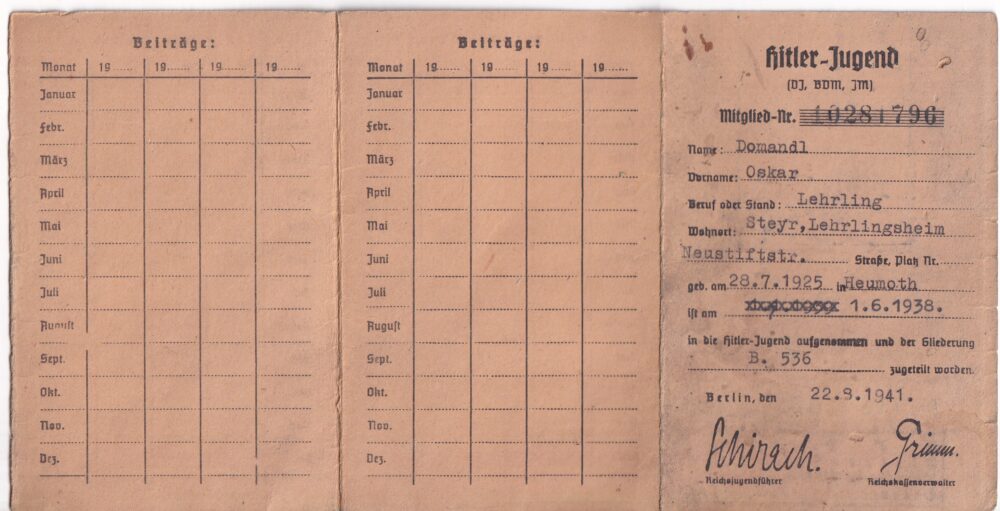 Beiträge:
Monat 19...... 19...... 19...... 19......
Januar
Febr.
März
April
Mai
Juni
Juli
August
Sept.
Okt.
Nov.
Dez.
Beiträge:
Monat 19...... 19...... 19...... 19......
Januar
Febr.
März
April
Mai
Juni
Juli
August
Sept.
Okt.
Nov.
Dez.
Hitler-Jugend
(DJ, BDM, JM)
Mitglied-Nr. 10281796
Name: Domandl
Vorname: Oskar
Beruf oder Stand: Lehrling
Wohnort: Steyr, Lehrlingsheim
Neustiftstr. Straße, Platz Nr.
geb. am 28.7.1925 in Heumoth
ist am 1.6.1938.
in die Hitler-Jugend aufgenommen und der Gliederung
B. 536
zugeteilt worden.
Berlin, den 22.8.1941.
Schirach. Grimm.
Reichsjugendführer Reichskassenverwalter